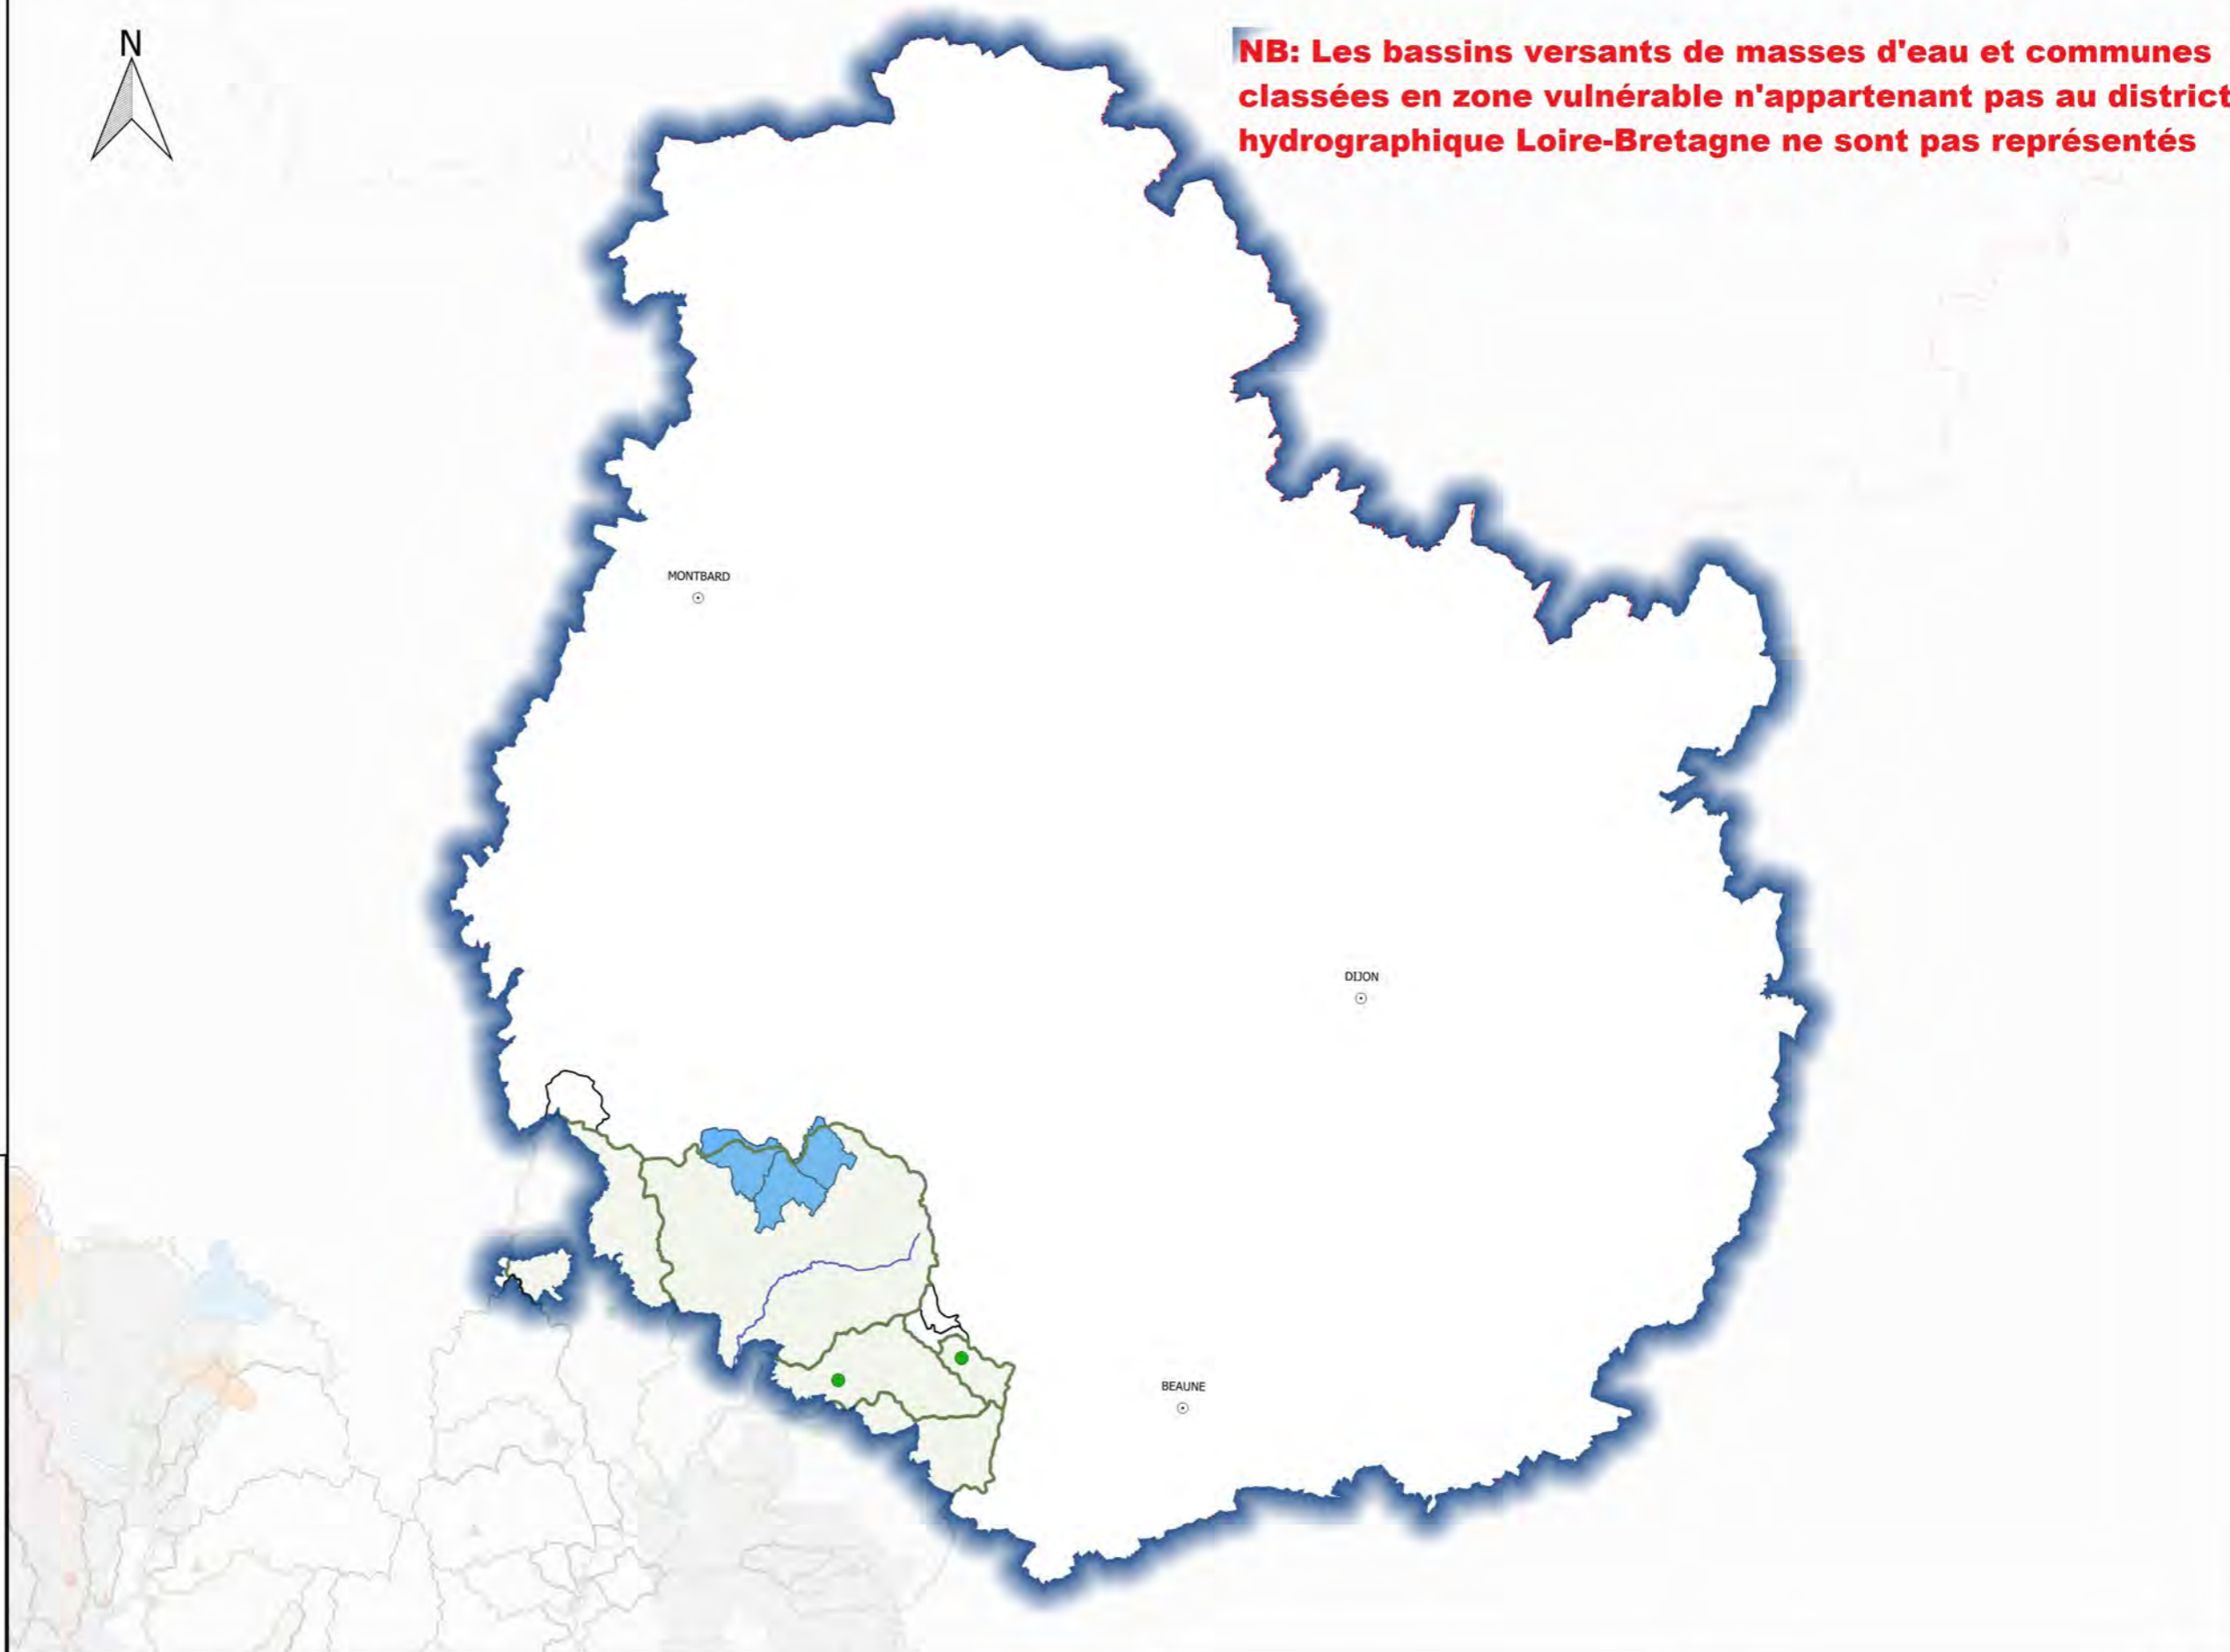 N
NB: Les bassins versants de masses d'eau et communes
classées en zone vulnérable n'appartenant pas au district
hydrographique Loire-Bretagne ne sont pas représentés
MONTBARD
DIJON
BEAUNE